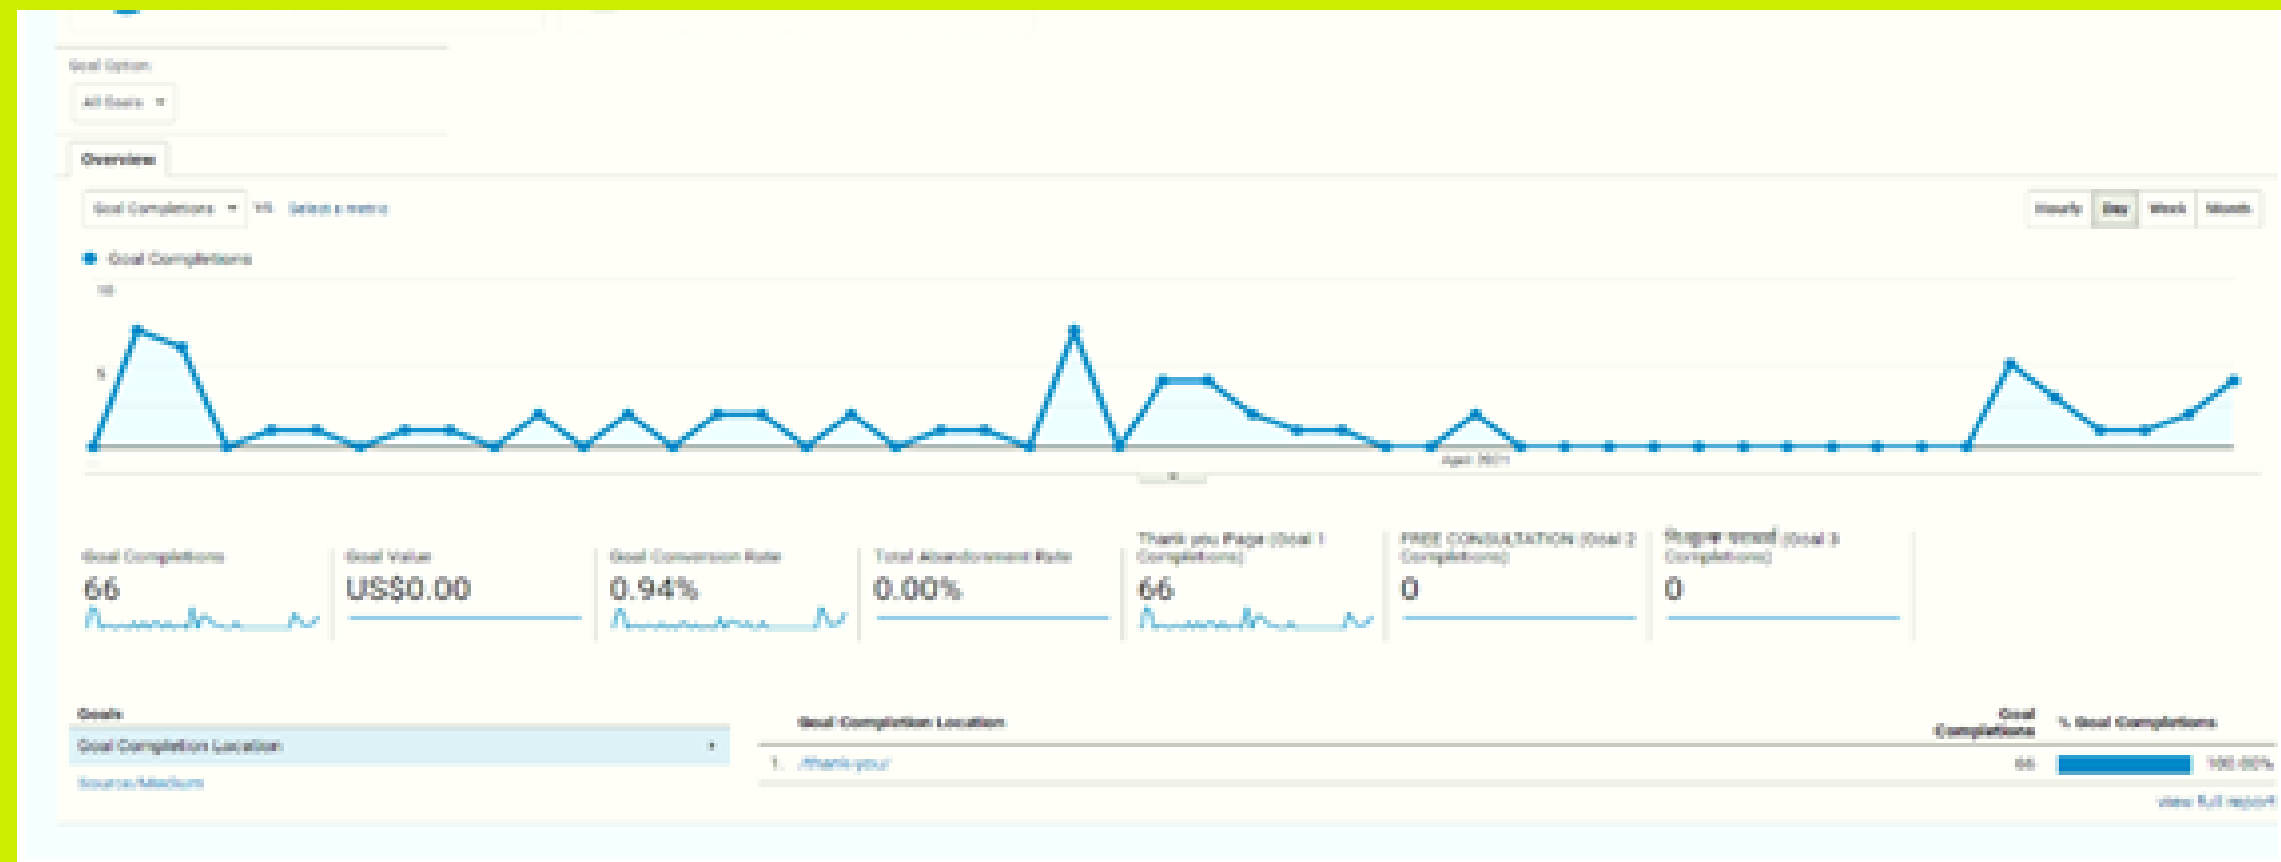 Goal Option:
All Goals
Overview
Goal Completions VS. Select a metric
Hourly Day Week Month
Goal Completions
10
5
April 2021
Goal Completions
66
Goal Value
US$0.00
Goal Conversion Rate
0.94%
Total Abandonment Rate
0.00%
Thank you Page (Goal 1
Completions)
66
FREE CONSULTATION (Goal 2
Completions)
0
(Goal 3
Completions)
0
Goals
Goal Completion Location
Source/Medium
Goal Completion Location
Goal
Completions
% Goal Completions
1. /thank-you/
66
100.00%
view full report